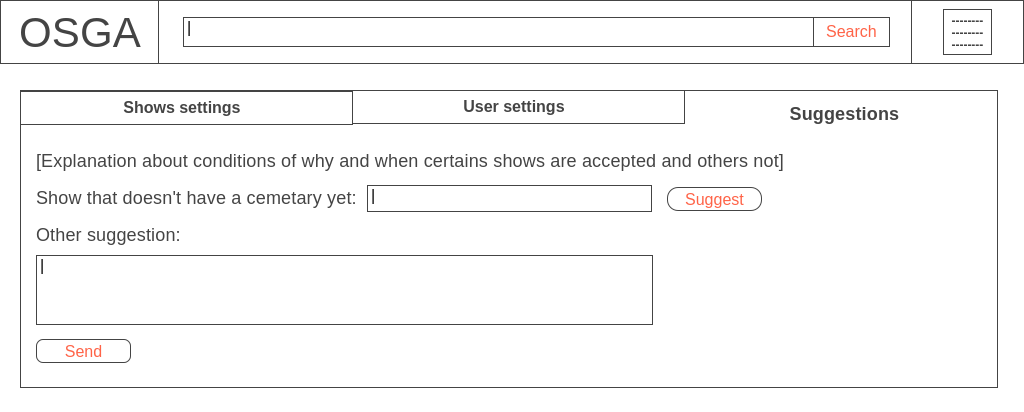 OSGA
Search
Shows settings
User settings
Suggestions
[Explanation about conditions of why and when certains shows are accepted and others not]
Show that doesn't have a cemetary yet:
Suggest
Other suggestion:
Send